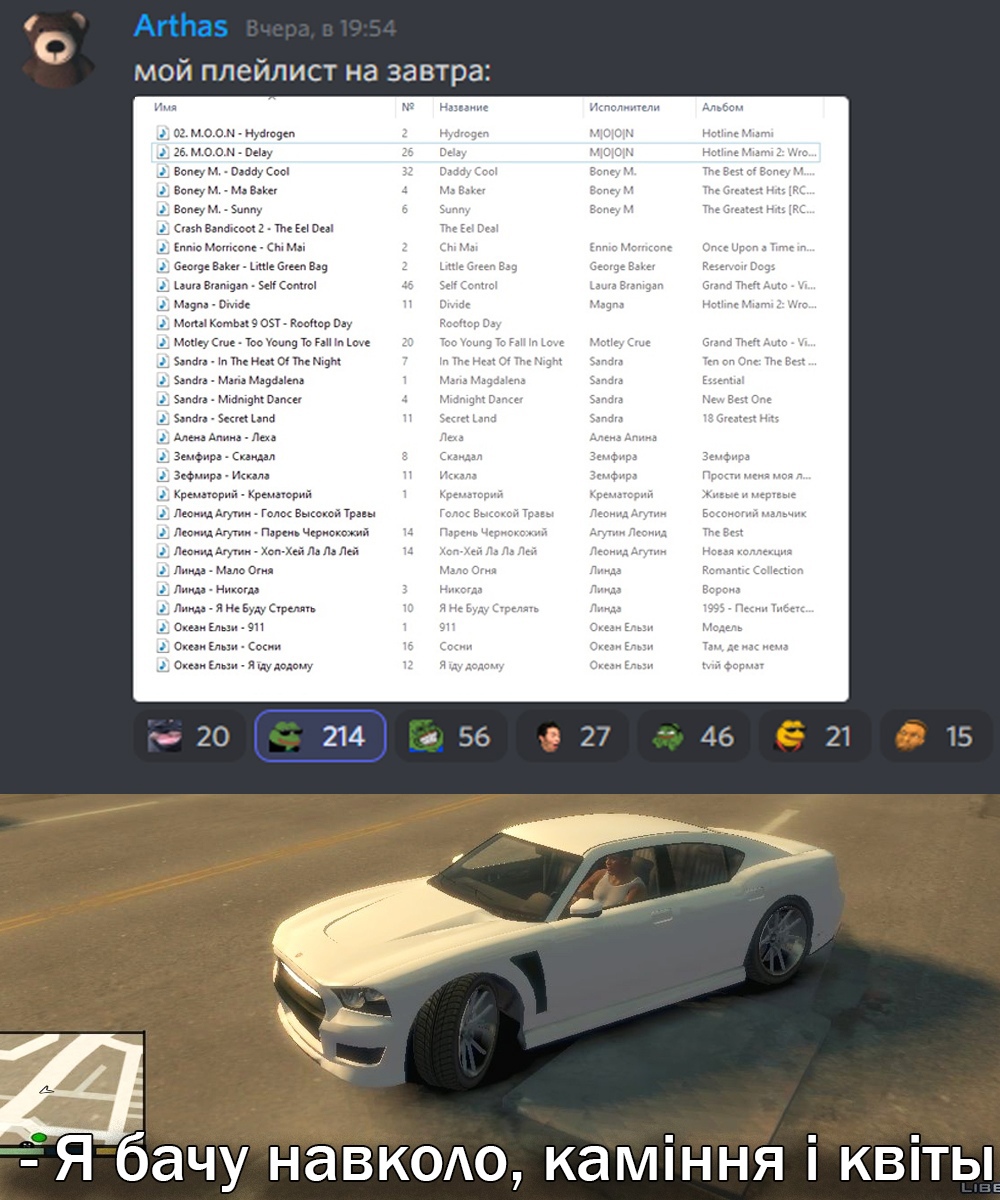 Arthas Вчера, в 19:54
мой плейлист на завтра:
Имя № Название Исполнители Альбом
02. M.O.O.N - Hydrogen 2 Hydrogen M|O|O|N Hotline Miami
26. M.O.O.N - Delay 26 Delay M|O|O|N Hotline Miami 2: Wro...
Boney M. - Daddy Cool 32 Daddy Cool Boney M. The Best of Boney M....
Boney M. - Ma Baker 4 Ma Baker Boney M The Greatest Hits [RC...
Boney M. - Sunny 6 Sunny Boney M The Greatest Hits [RC...
Crash Bandicoot 2 - The Eel Deal The Eel Deal
Ennio Morricone - Chi Mai 2 Chi Mai Ennio Morricone Once Upon a Time in...
George Baker - Little Green Bag 2 Little Green Bag George Baker Reservoir Dogs
Laura Branigan - Self Control 46 Self Control Laura Branigan Grand Theft Auto - Vi...
Magna - Divide 11 Divide Magna Hotline Miami 2: Wro...
Mortal Kombat 9 OST - Rooftop Day Rooftop Day
Motley Crue - Too Young To Fall In Love 20 Too Young To Fall In Love Motley Crue Grand Theft Auto - Vi...
Sandra - In The Heat Of The Night 7 In The Heat Of The Night Sandra Ten on One: The Best ...
Sandra - Maria Magdalena 1 Maria Magdalena Sandra Essential
Sandra - Midnight Dancer 4 Midnight Dancer Sandra New Best One
Sandra - Secret Land 11 Secret Land Sandra 18 Greatest Hits
Алена Апина - Леха Леха Алена Апина
Земфира - Скандал 8 Скандал Земфира Земфира
Зефмира - Искала 11 Искала Земфира Прости меня моя л...
Крематорий - Крематорий 1 Крематорий Крематорий Живые и мертвые
Леонид Агутин - Голос Высокой Травы Голос Высокой Травы Леонид Агутин Босоногий мальчик
Леонид Агутин - Парень Чернокожий 14 Парень Чернокожий Агутин Леонид The Best
Леонид Агутин - Хоп-Хей Ла Ла Лей 14 Хоп-Хей Ла Ла Лей Леонид Агутин Новая коллекция
Линда - Мало Огня Мало Огня Линда Romantic Collection
Линда - Никогда 3 Никогда Линда Ворона
Линда - Я Не Буду Стрелять 10 Я Не Буду Стрелять Линда 1995 - Песни Тибетс...
Океан Ельзи - 911 1 911 Океан Ельзи Модель
Океан Ельзи - Сосни 16 Сосни Океан Ельзи Там, де нас нема
Океан Ельзи - Я їду додому 12 Я їду додому Океан Ельзи tviй формат
20 214 56 27 46 21 15
- Я бачу навколо, каміння і квіты